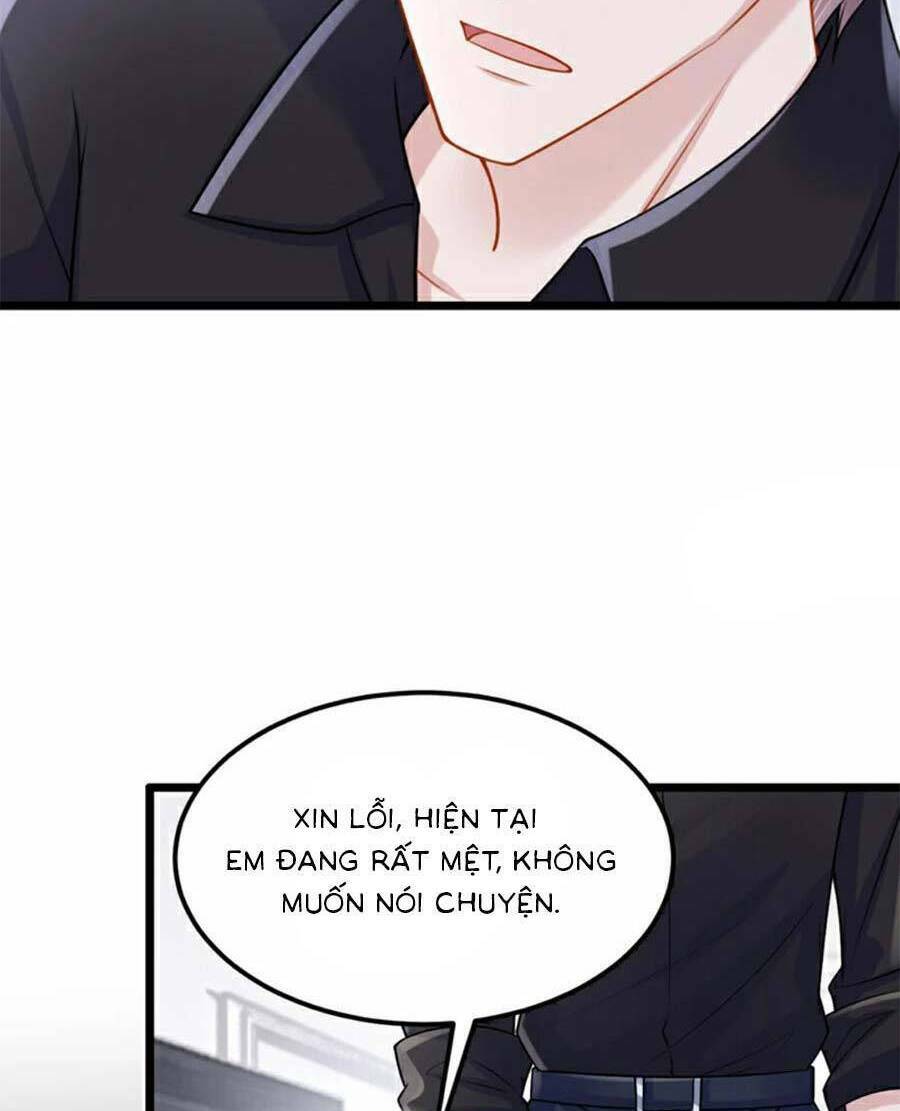 XIN LỖI, HIỆN TẠI
EM ĐANG RẤT MỆT, KHÔNG
MUỐN NÓI CHUYỆN.